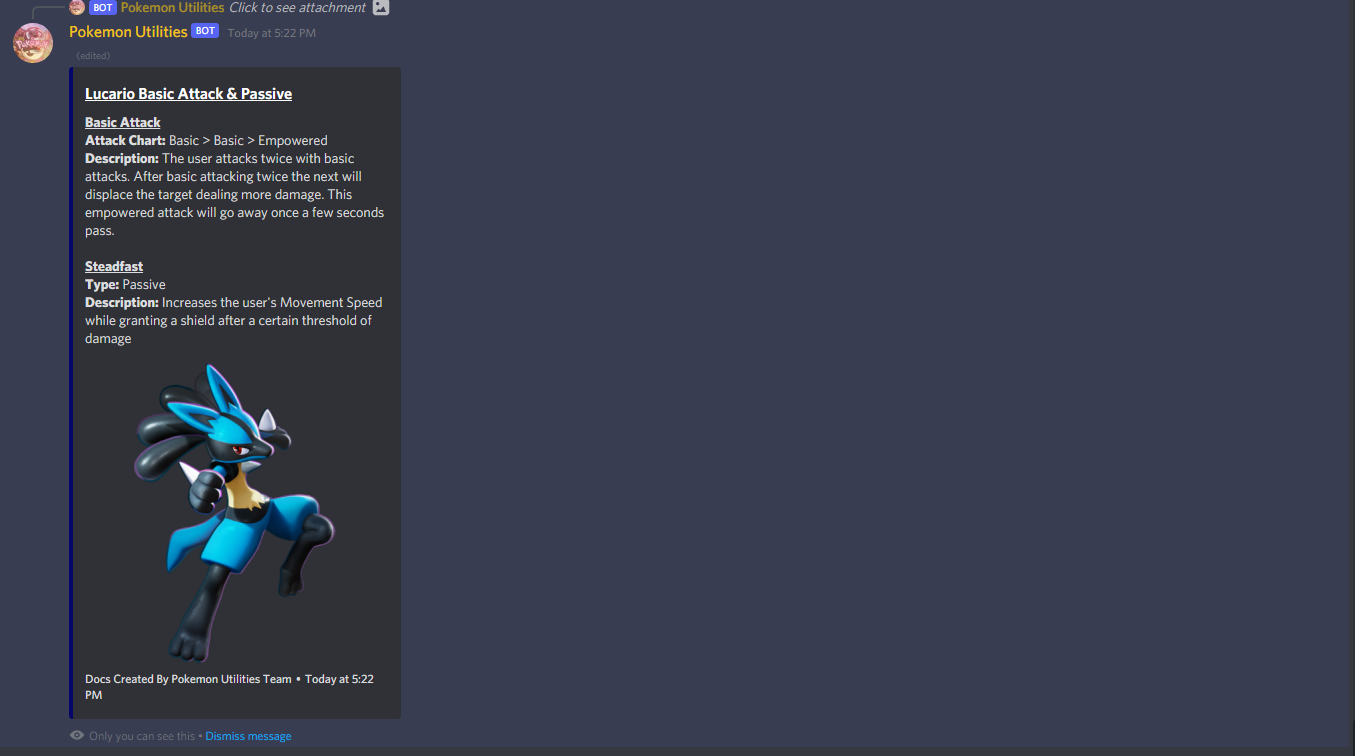 BOT Pokemon Utilities Click to see attachment
Pokemon Utilities BOT Today at 5:22 PM
(edited)
Lucario Basic Attack & Passive
Basic Attack
Attack Chart: Basic > Basic > Empowered
Description: The user attacks twice with basic
attacks. After basic attacking twice the next will
displace the target dealing more damage. This
empowered attack will go away once a few seconds
pass.
Steadfast
Type: Passive
Description: Increases the user's Movement Speed
while granting a shield after a certain threshold of
damage
Docs Created By Pokemon Utilities Team • Today at 5:22
PM
Only you can see this • Dismiss message